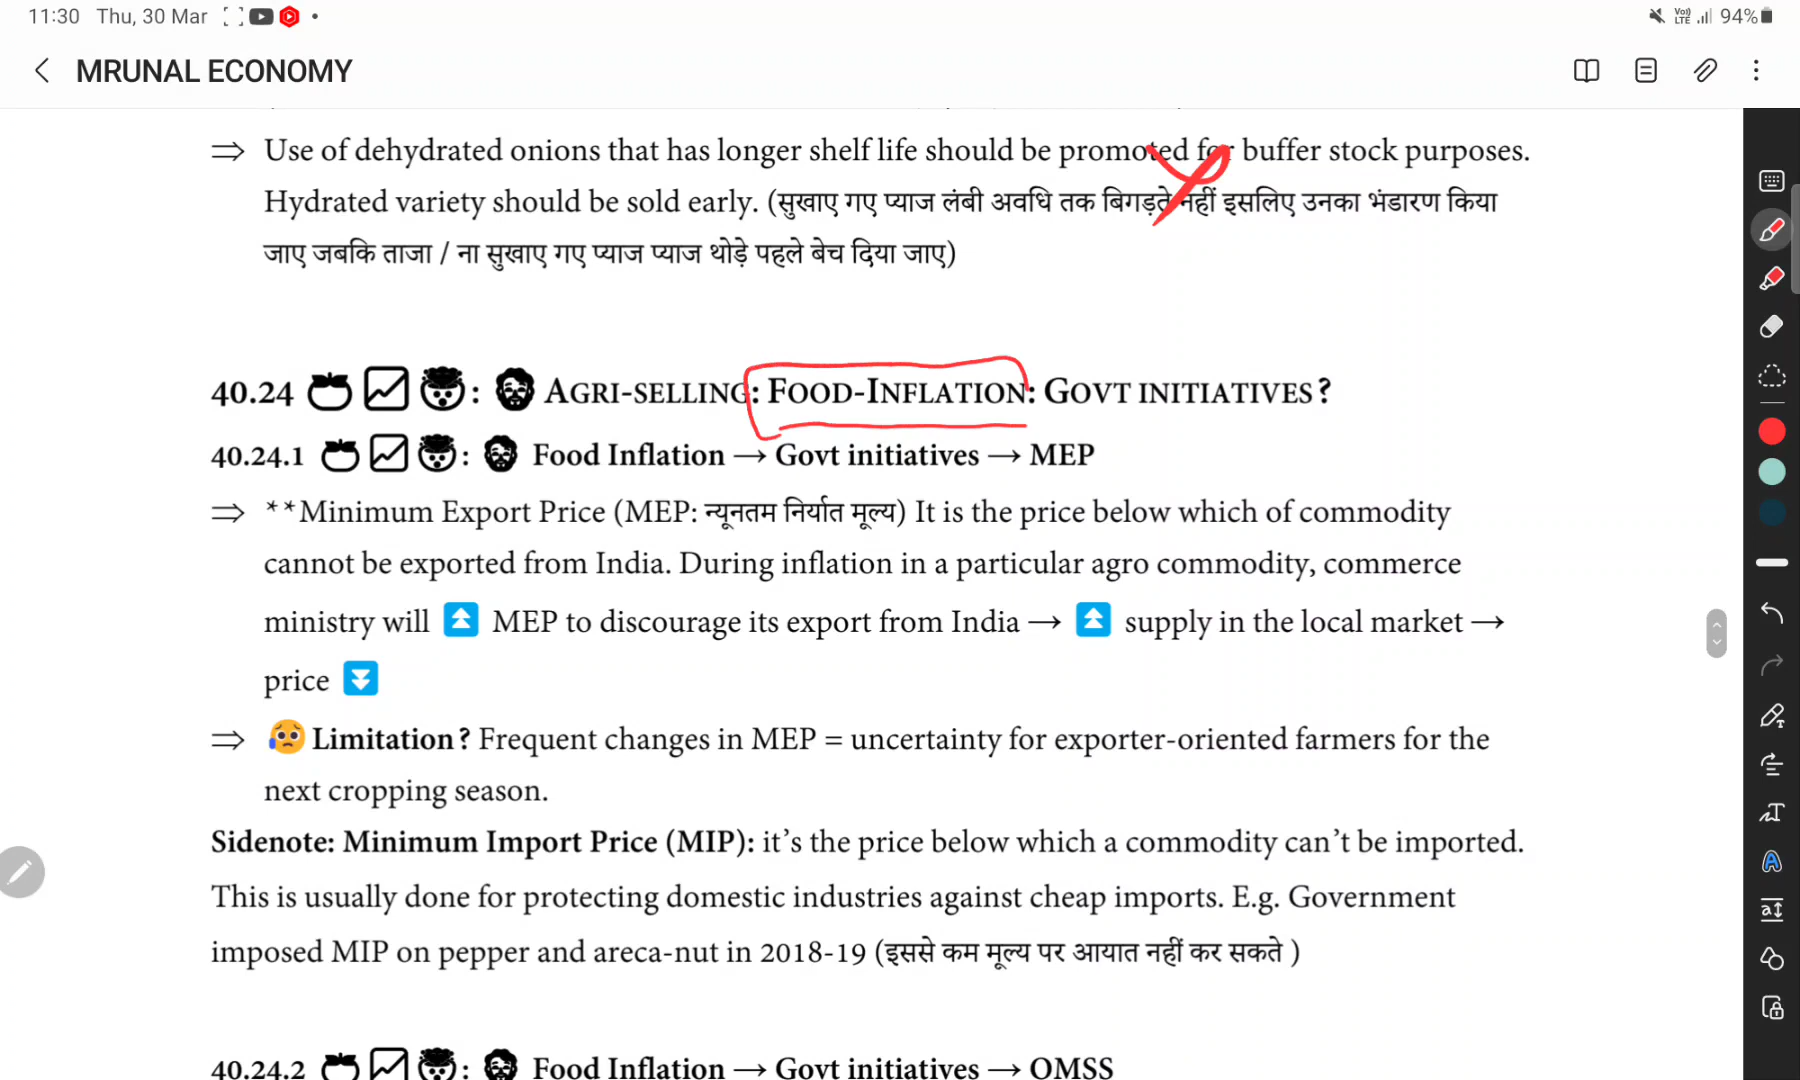 11:30 Thu, 30 Mar 94%
MRUNAL ECONOMY
⇒ Use of dehydrated onions that has longer shelf life should be promoted for buffer stock purposes.
Hydrated variety should be sold early. (सुखाए गए प्याज लंबी अवधि तक बिगड़ते नहीं इसलिए उनका भंडारण किया
जाए जबकि ताजा / ना सुखाए गए प्याज प्याज थोड़े पहले बेच दिया जाए)
40.24 : AGRI-SELLING: FOOD-INFLATION: GOVT INITIATIVES?
40.24.1 : Food Inflation → Govt initiatives → MEP
⇒ **Minimum Export Price (MEP: न्यूनतम निर्यात मूल्य) It is the price below which of commodity
cannot be exported from India. During inflation in a particular agro commodity, commerce
ministry will ⏫ MEP to discourage its export from India → ⏫ supply in the local market →
price ⏬
⇒ 😥 Limitation? Frequent changes in MEP = uncertainty for exporter-oriented farmers for the
next cropping season.
Sidenote: Minimum Import Price (MIP): it's the price below which a commodity can't be imported.
This is usually done for protecting domestic industries against cheap imports. E.g. Government
imposed MIP on pepper and areca-nut in 2018-19 (इससे कम मूल्य पर आयात नहीं कर सकते )
40.24.2 : Food Inflation → Govt initiatives → OMSS